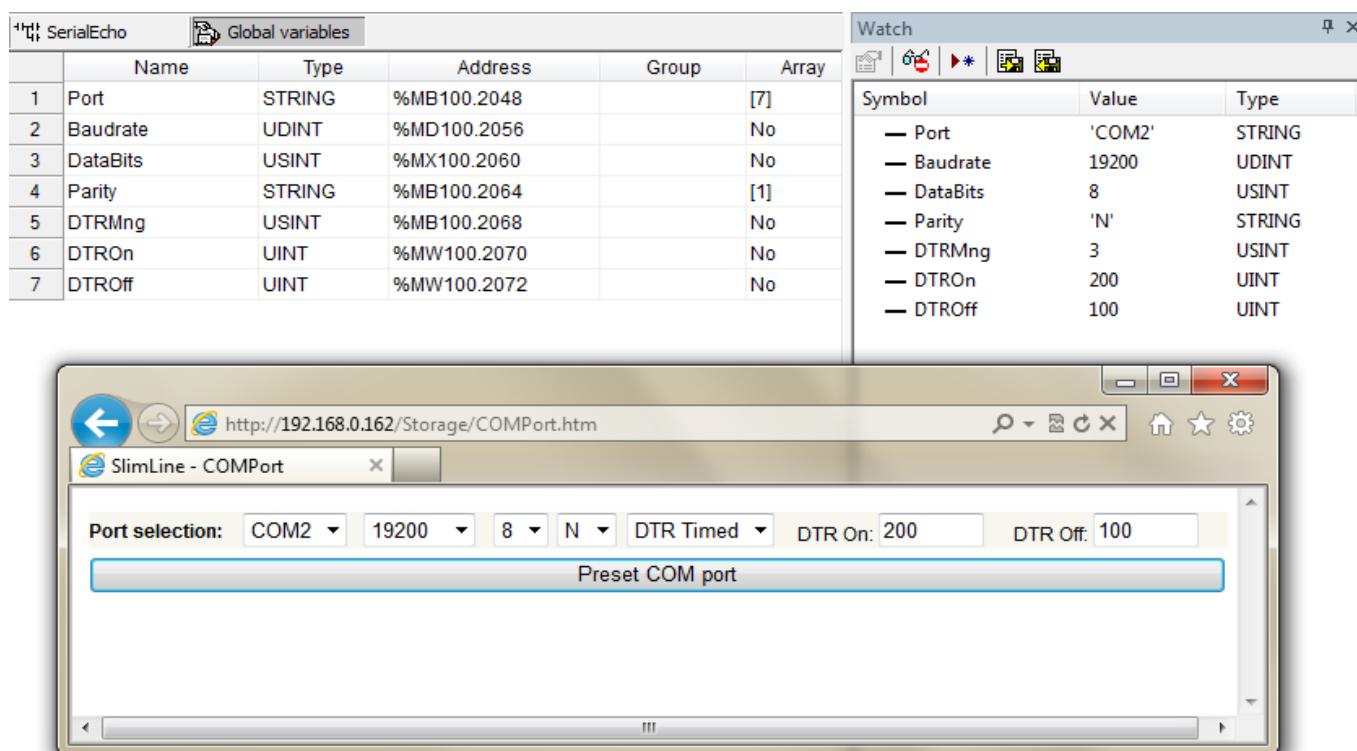 SerialEcho Global variables
Name Type Address Group Array
1 Port STRING %MB100.2048 [7]
2 Baudrate UDINT %MD100.2056 No
3 DataBits USINT %MX100.2060 No
4 Parity STRING %MB100.2064 [1]
5 DTRMng USINT %MB100.2068 No
6 DTROn UINT %MW100.2070 No
7 DTROff UINT %MW100.2072 No
Watch
Symbol Value Type
Port 'COM2' STRING
Baudrate 19200 UDINT
DataBits 8 USINT
Parity 'N' STRING
DTRMng 3 USINT
DTROn 200 UINT
DTROff 100 UINT
http://192.168.0.162/Storage/COMPort.htm
SlimLine - COMPort
Port selection: COM2 19200 8 N DTR Timed DTR On: 200 DTR Off: 100
Preset COM port